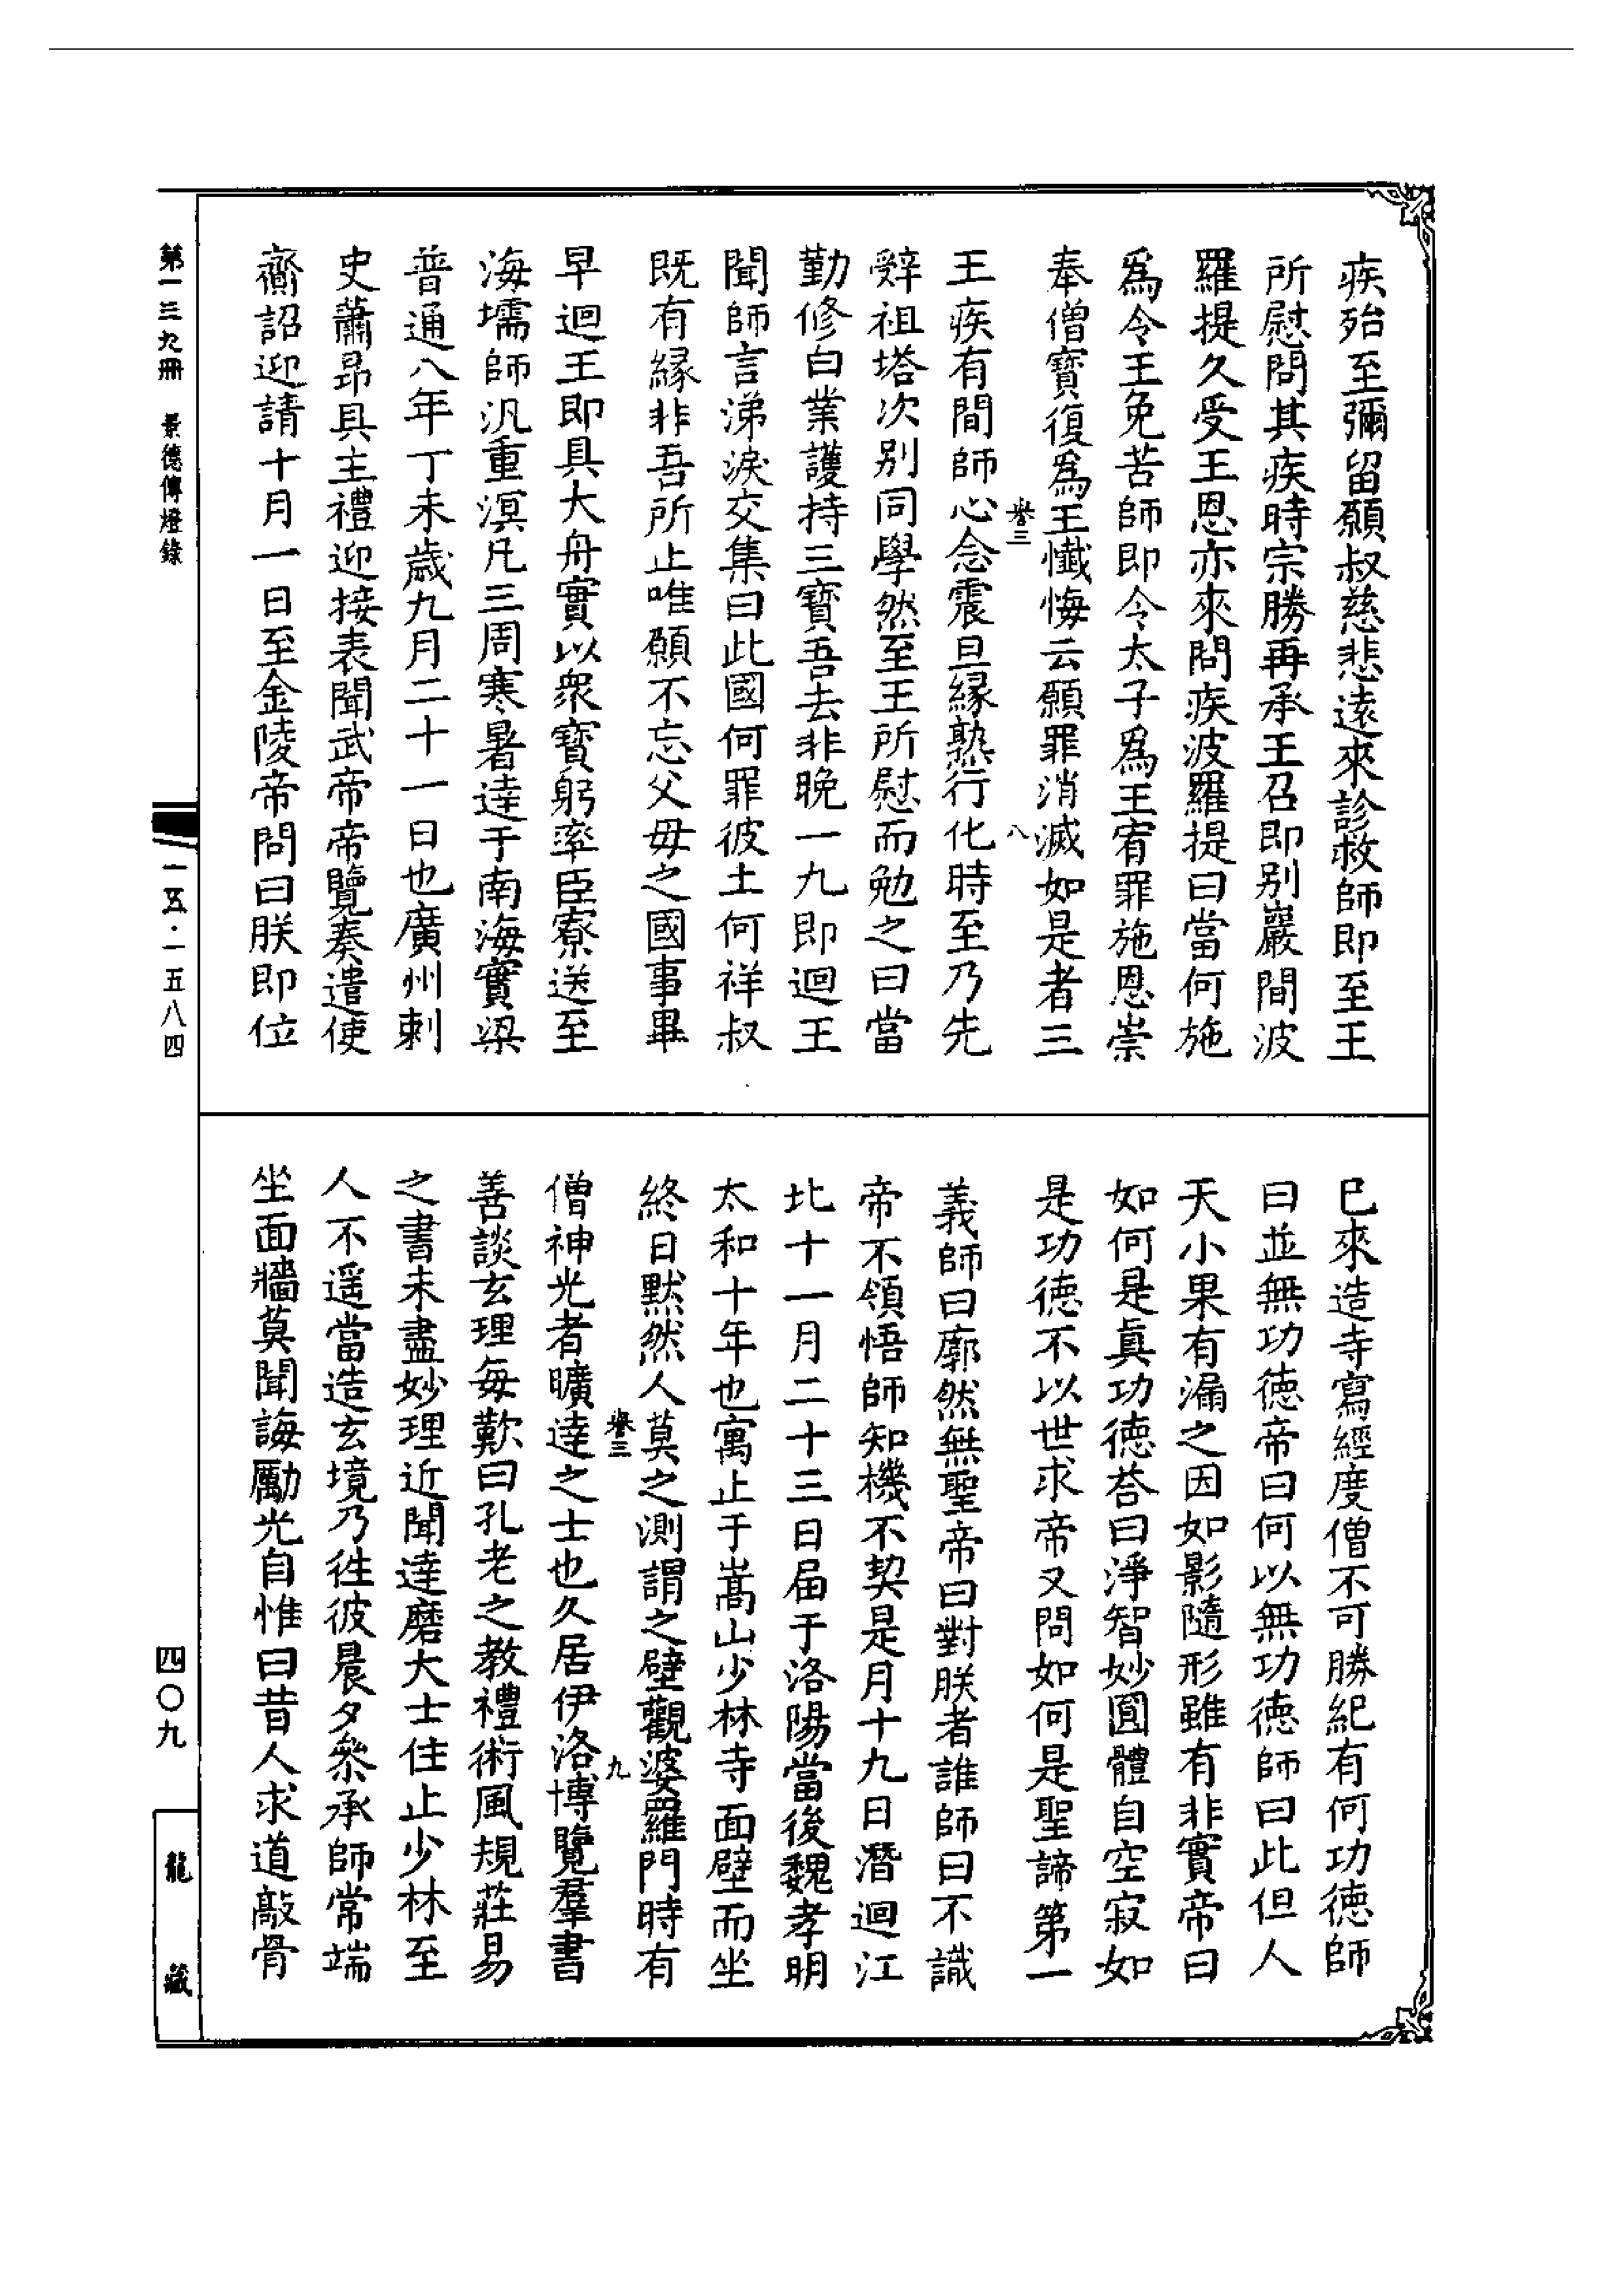 疾殆至彌留願叔慈悲遠來診救師即至王
所慰問其疾時宗勝再承王召即別巖間波
羅提久受王恩亦來問疾波羅提曰當何施
爲令王免苦師即令太子爲王宥罪施恩崇
奉僧寶復爲王懺悔云願罪消滅如是者三
譽三
八
王疾有間師心念震旦緣熟行化時至乃先
辤祖塔次別同學然至王所慰而勉之曰當
勤修白業護持三寶吾去非晚一九即迴王
聞師言涕淚交集曰此國何罪彼土何祥叔
既有緣非吾所止唯願不忘父母之國事畢
早迴王即具大舟實以衆寶躬率臣寮送至
海壖師汎重溟凡三周寒暑達于南海實梁
普通八年丁未歲九月二十一日也廣州刺
史蕭昂具主禮迎接表聞武帝帝覽奏遣使
齎詔迎請十月一日至金陵帝問曰朕即位
巳來造寺寫經度僧不可勝紀有何功德師
曰並無功德帝曰何以無功德師曰此但人
天小果有漏之因如影隨形雖有非實帝曰
如何是真功德荅曰淨智妙圓體自空寂如
是功德不以世求帝又問如何是聖諦第一
義師曰廓然無聖帝曰對朕者誰師曰不識
帝不領悟師知機不契是月十九日潛迴江
北十一月二十三日屆于洛陽當後魏孝明
太和十年也寓止于嵩山少林寺面壁而坐
終日默然人莫之測謂之壁觀婆羅門時有
譽三
九
僧神光者曠達之士也久居伊洛博覽羣書
善談玄理每歎曰孔老之教禮術風規莊易
之書未盡妙理近聞達磨大士住止少林至
人不遥當造玄境乃徃彼晨夕叅承師常端
坐面牆莫聞誨勵光自惟曰昔人求道敲骨
第一三九冊 景德傳燈錄
一五五·一五八四
四〇九
龍藏